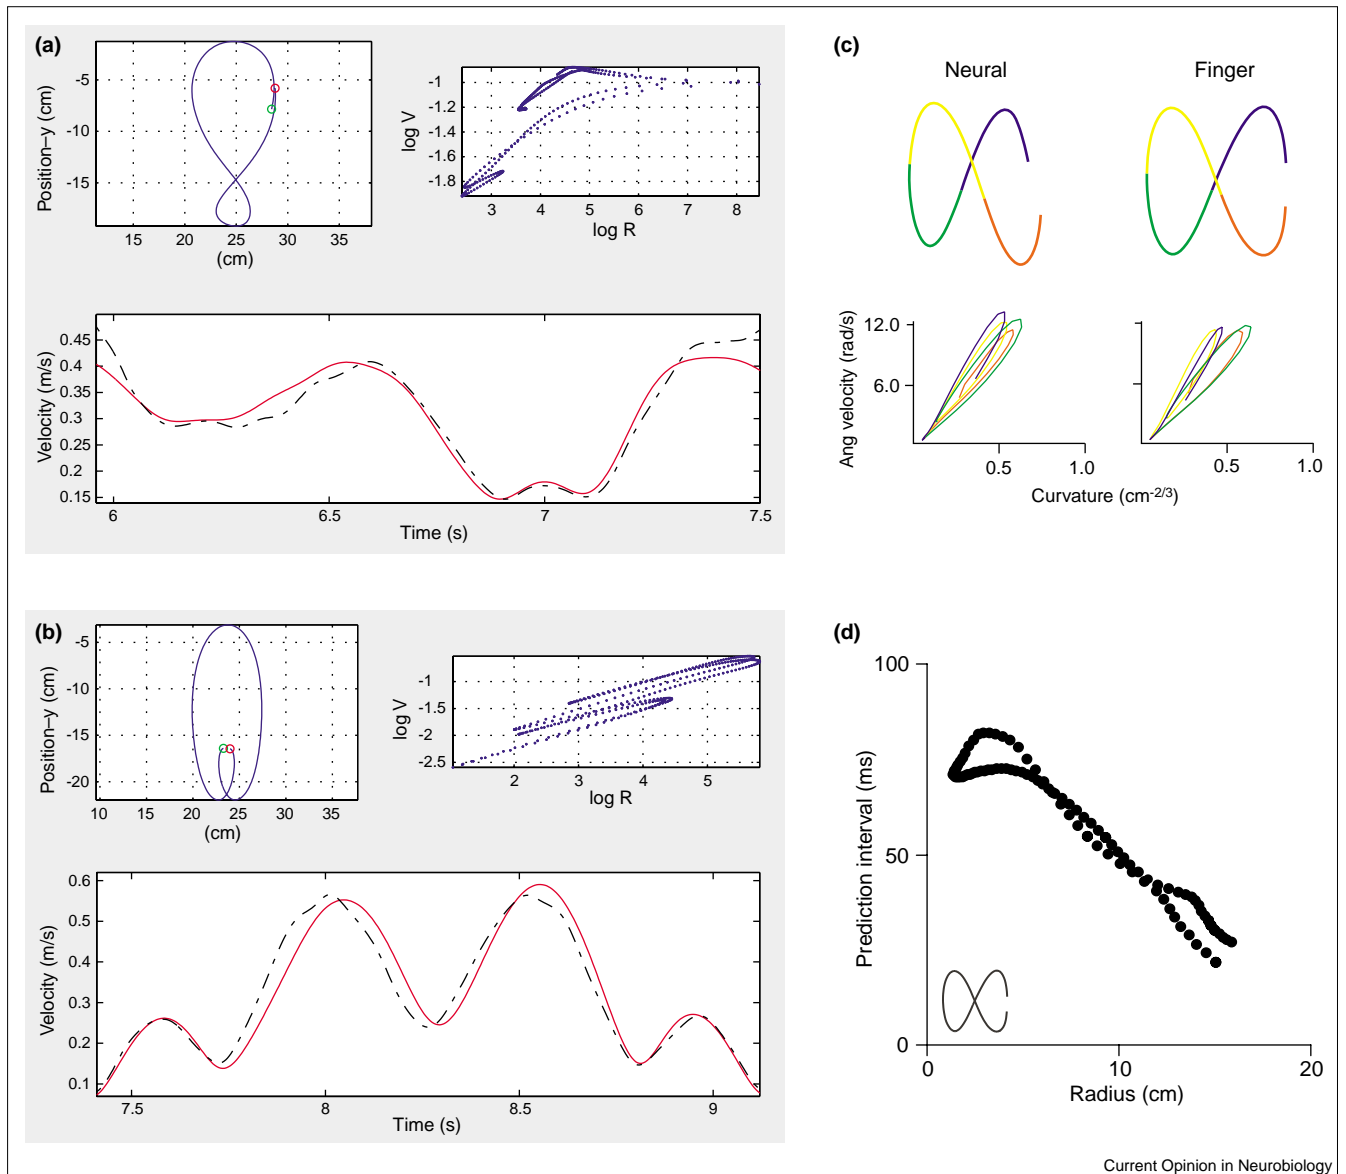 (a)
Position–y (cm)
-5
-10
-15
15 20 25 30 35
(cm)
log V
-1
-1.2
-1.4
-1.6
-1.8
3 4 5 6 7 8
log R
Velocity (m/s)
0.45
0.4
0.35
0.3
0.25
0.2
0.15
6 6.5 7 7.5
Time (s)
(b)
Position–y (cm)
-5
-10
-15
-20
10 15 20 25 30 35
(cm)
log V
-1
-1.5
-2
-2.5
2 3 4 5
log R
Velocity (m/s)
0.6
0.5
0.4
0.3
0.2
0.1
7.5 8 8.5 9
Time (s)
(c)
Neural Finger
Ang velocity (rad/s)
12.0
6.0
0.5 1.0 0.5 1.0
Curvature (cm-2/3)
(d)
Prediction interval (ms)
100
50
0
0 10 20
Radius (cm)
Current Opinion in Neurobiology